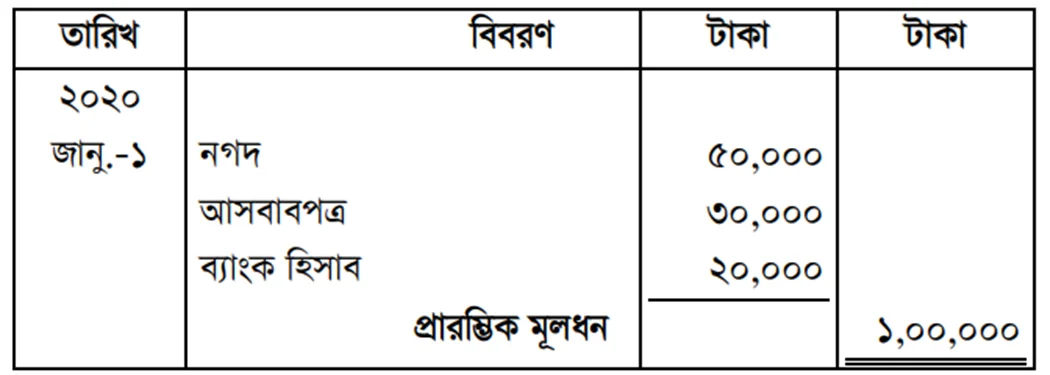 তারিখ বিবরণ টাকা টাকা
২০২০
জানু.-১ নগদ ৫০,০০০
আসবাবপত্র ৩০,০০০
ব্যাংক হিসাব ২০,০০০
প্রারম্ভিক মূলধন ১,০০,০০০